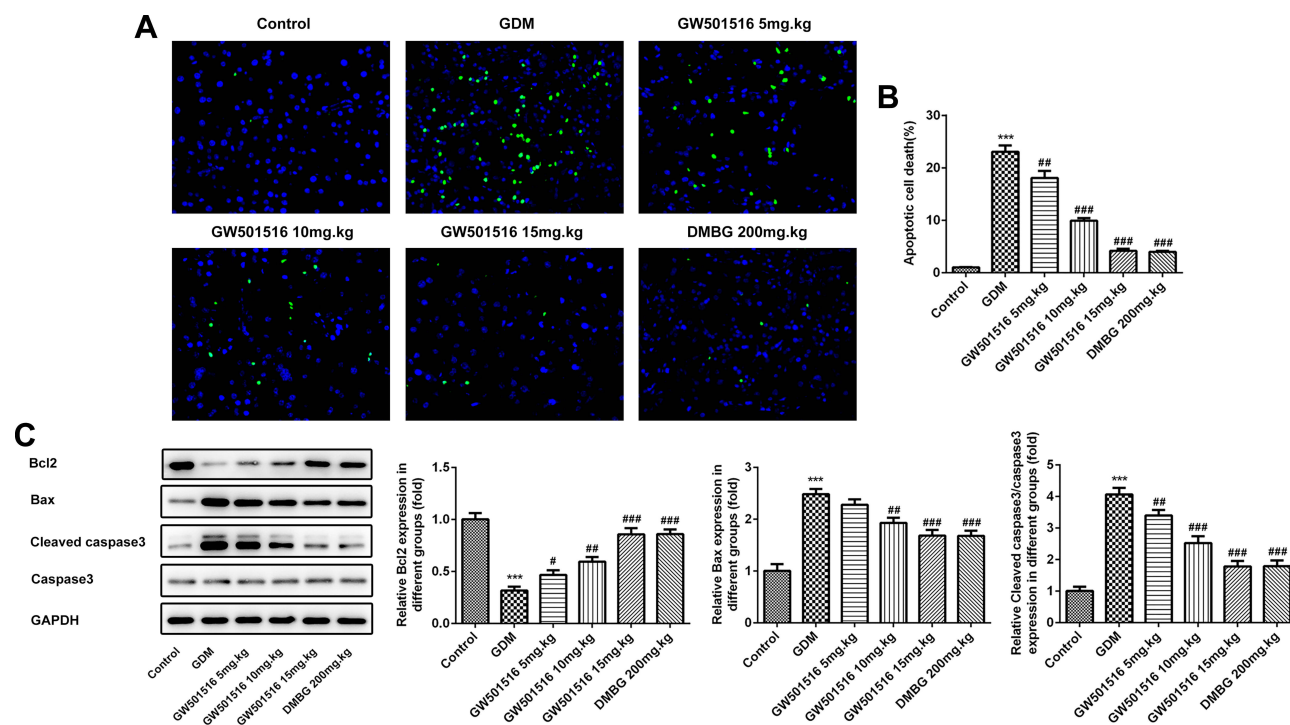 A
Control
GDM
GW501516 5mg.kg
GW501516 10mg.kg
GW501516 15mg.kg
DMBG 200mg.kg
B
Apoptotic cell death(%)
30
20
10
0
***
##
###
###
###
Control
GDM
GW501516 5mg.kg
GW501516 10mg.kg
GW501516 15mg.kg
DMBG 200mg.kg
C
Bcl2
Bax
Cleaved caspase3
Caspase3
GAPDH
Control
GDM
GW501516 5mg.kg
GW501516 10mg.kg
GW501516 15mg.kg
DMBG 200mg.kg
Relative Bcl2 expression in
different groups (fold)
1.5
1.0
0.5
0.0
***
#
##
###
###
Control
GDM
GW501516 5mg.kg
GW501516 10mg.kg
GW501516 15mg.kg
DMBG 200mg.kg
Relative Bax expression in
different groups (fold)
3
2
1
0
***
##
###
###
Control
GDM
GW501516 5mg.kg
GW501516 10mg.kg
GW501516 15mg.kg
DMBG 200mg.kg
Relative Cleaved caspase3/caspase3
expression in different groups (fold)
5
4
3
2
1
0
***
##
###
###
###
Control
GDM
GW501516 5mg.kg
GW501516 10mg.kg
GW501516 15mg.kg
DMBG 200mg.kg